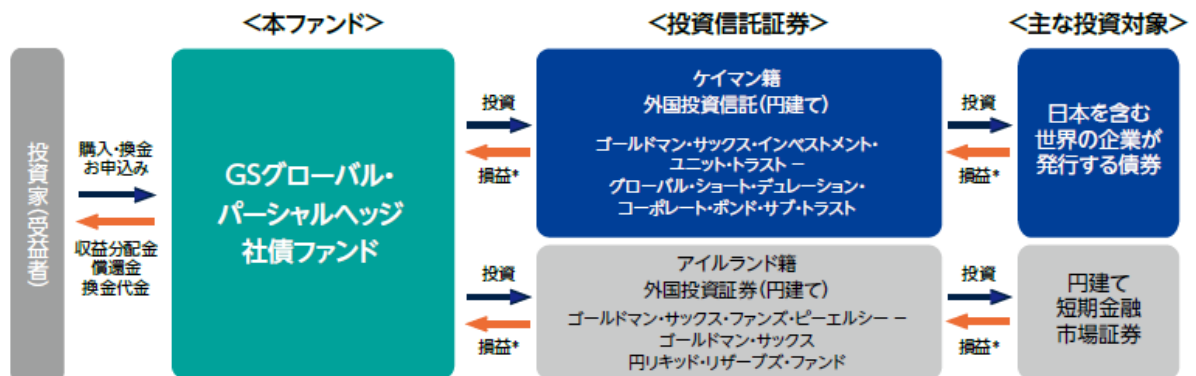 <本ファンド>
<投資信託証券>
<主な投資対象>
投資家(受益者)
購入・換金
お申込み
収益分配金
償還金
換金代金
GSグローバル・
パーシャルヘッジ
社債ファンド
投資
損益*
ケイマン籍
外国投資信託(円建て)
ゴールドマン・サックス・インベストメント・
ユニット・トラスト －
グローバル・ショート・デュレーション・
コーポレート・ボンド・サブ・トラスト
投資
損益*
日本を含む
世界の企業が
発行する債券
投資
損益*
アイルランド籍
外国投資証券(円建て)
ゴールドマン・サックス・ファンズ・ピーエルシー －
ゴールドマン・サックス
円リキッド・リザーブズ・ファンド
投資
損益*
円建て
短期金融
市場証券